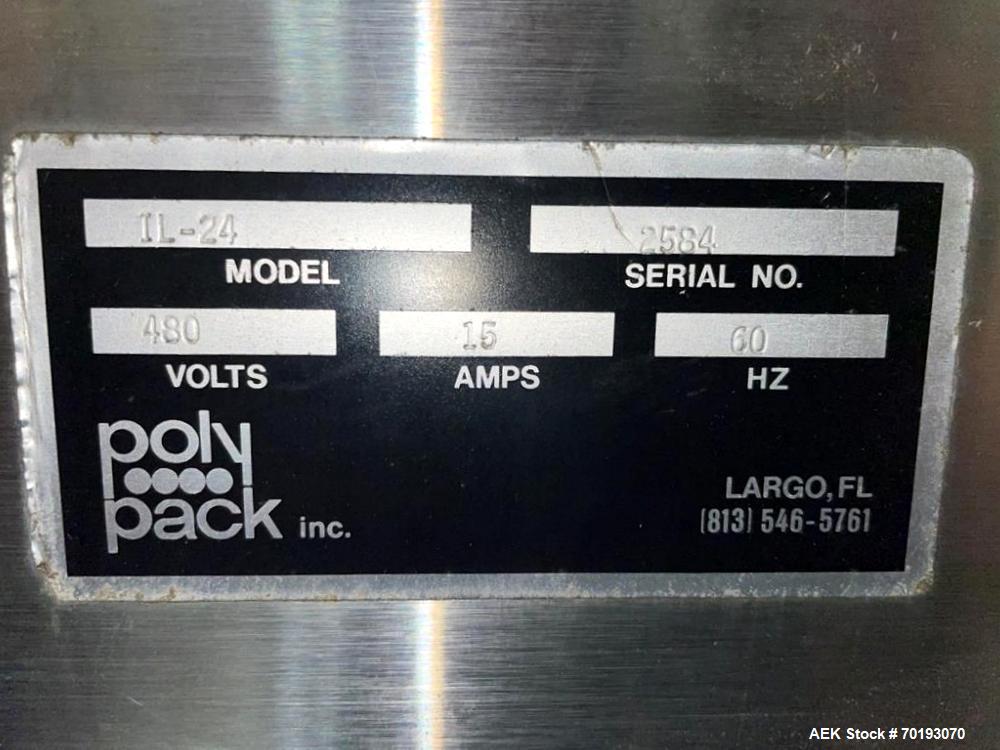 IL-24 2584
MODEL SERIAL NO.
480 15 60
VOLTS AMPS HZ
poly
pack inc.
LARGO, FL
(813) 546-5761
AEK Stock # 70193070